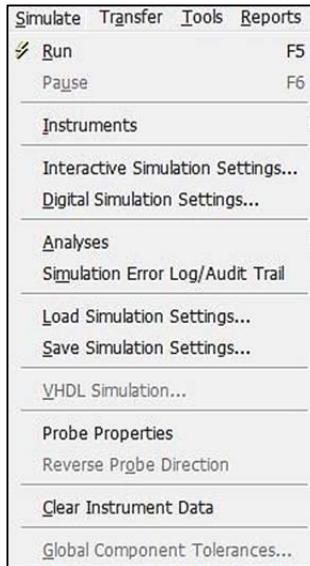 Simulate Transfer Tools Reports
Run F5
Pause F6
Instruments
Interactive Simulation Settings...
Digital Simulation Settings...
Analyses
Simulation Error Log/Audit Trail
Load Simulation Settings...
Save Simulation Settings...
VHDL Simulation...
Probe Properties
Reverse Probe Direction
Clear Instrument Data
Global Component Tolerances...